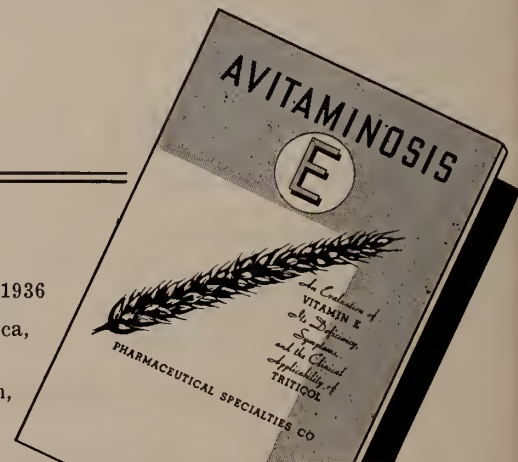 AVITAMINOSIS
E
An Evaluation of
VITAMIN E
Its Deficiency,
Symptoms,
and the Clinical
Applicability of
TRITICOL
PHARMACEUTICAL SPECIALTIES CO
1936
ca,
n,